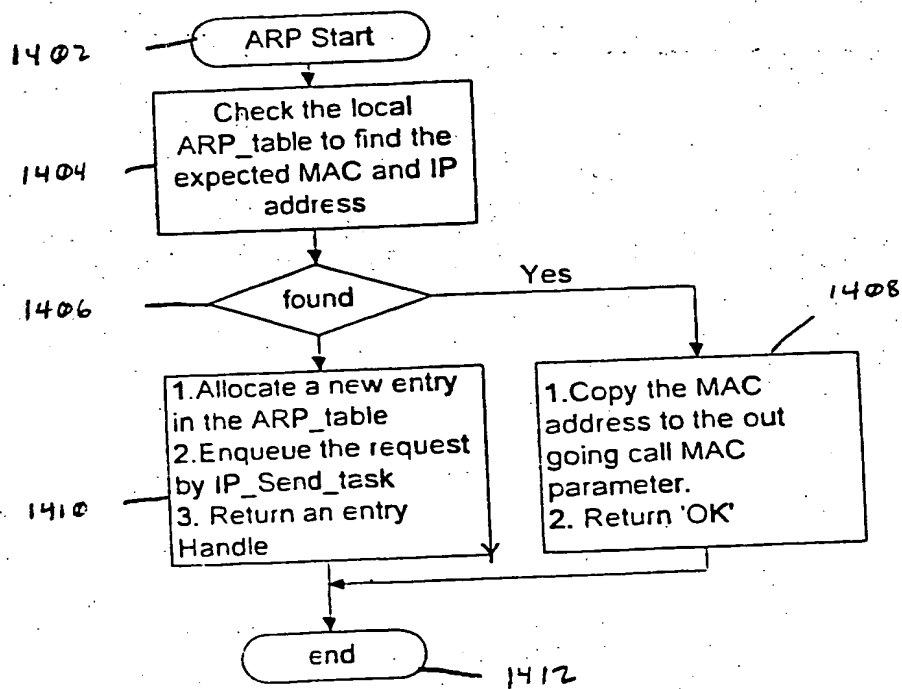 1402
ARP Start
1404
Check the local
ARP_table to find the
expected MAC and IP
address
1406
found
Yes
1408
1410
1.Allocate a new entry
in the ARP_table
2.Enqueue the request
by IP_Send_task
3. Return an entry
Handle
1.Copy the MAC
address to the out
going call MAC
parameter.
2. Return 'OK'
end
1412